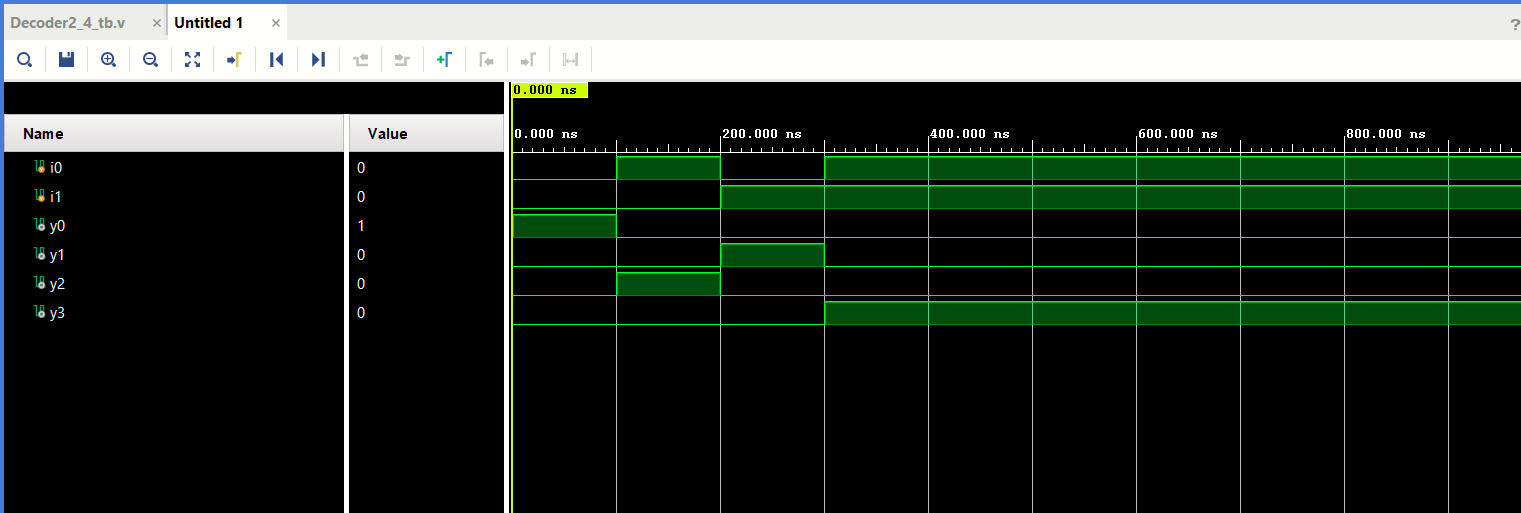 Decoder2_4_tb.v × Untitled 1 × ?
0.000 ns
Name Value 0.000 ns 200.000 ns 400.000 ns 600.000 ns 800.000 ns
i0 0
i1 0
y0 1
y1 0
y2 0
y3 0